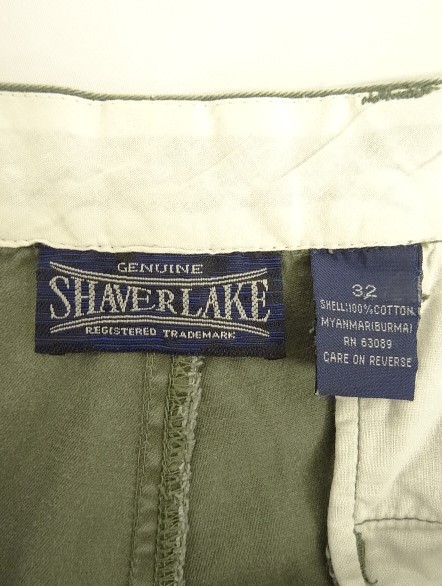 GENUINE
SHAVERLAKE
REGISTERED TRADEMARK
32
SHELL:100%COTTON
MYANMAR(BURMA)
RN 63089
CARE ON REVERSE